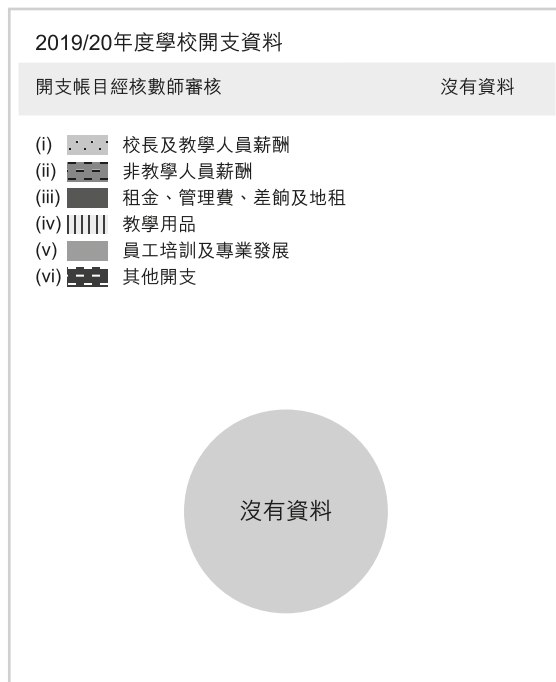 2019/20年度學校開支資料
開支帳目經核數師審核 沒有資料
(i) 校長及教學人員薪酬
(ii) 非教學人員薪酬
(iii) 租金、管理費、差餉及地租
(iv) 教學用品
(v) 員工培訓及專業發展
(vi) 其他開支
沒有資料